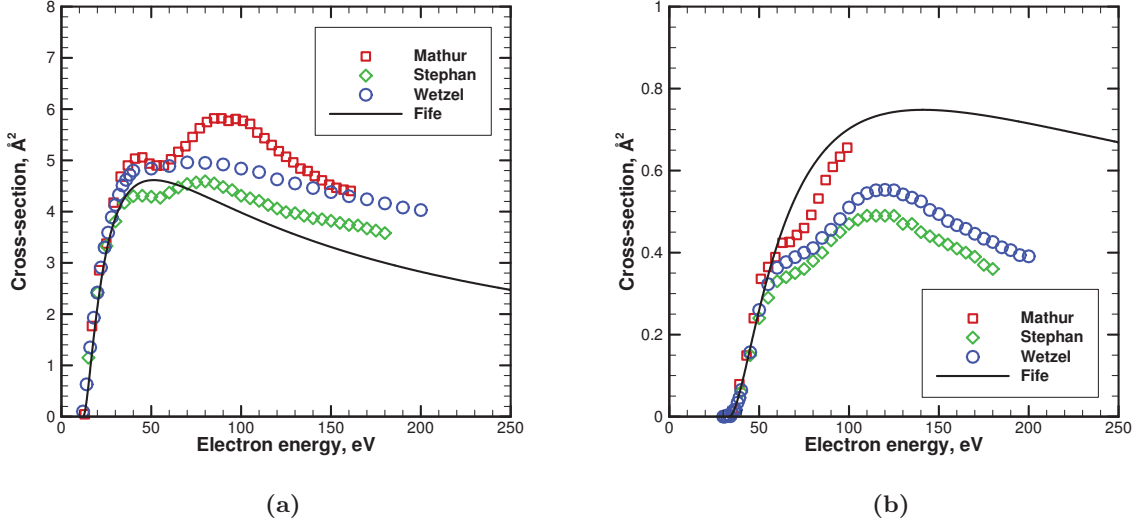 Cross-section, Å²
8
7
6
5
4
3
2
1
0
0 50 100 150 200 250
Electron energy, eV
Mathur
Stephan
Wetzel
Fife
(a)
Cross-section, Å²
1
0.8
0.6
0.4
0.2
0
0 50 100 150 200 250
Electron energy, eV
Mathur
Stephan
Wetzel
Fife
(b)